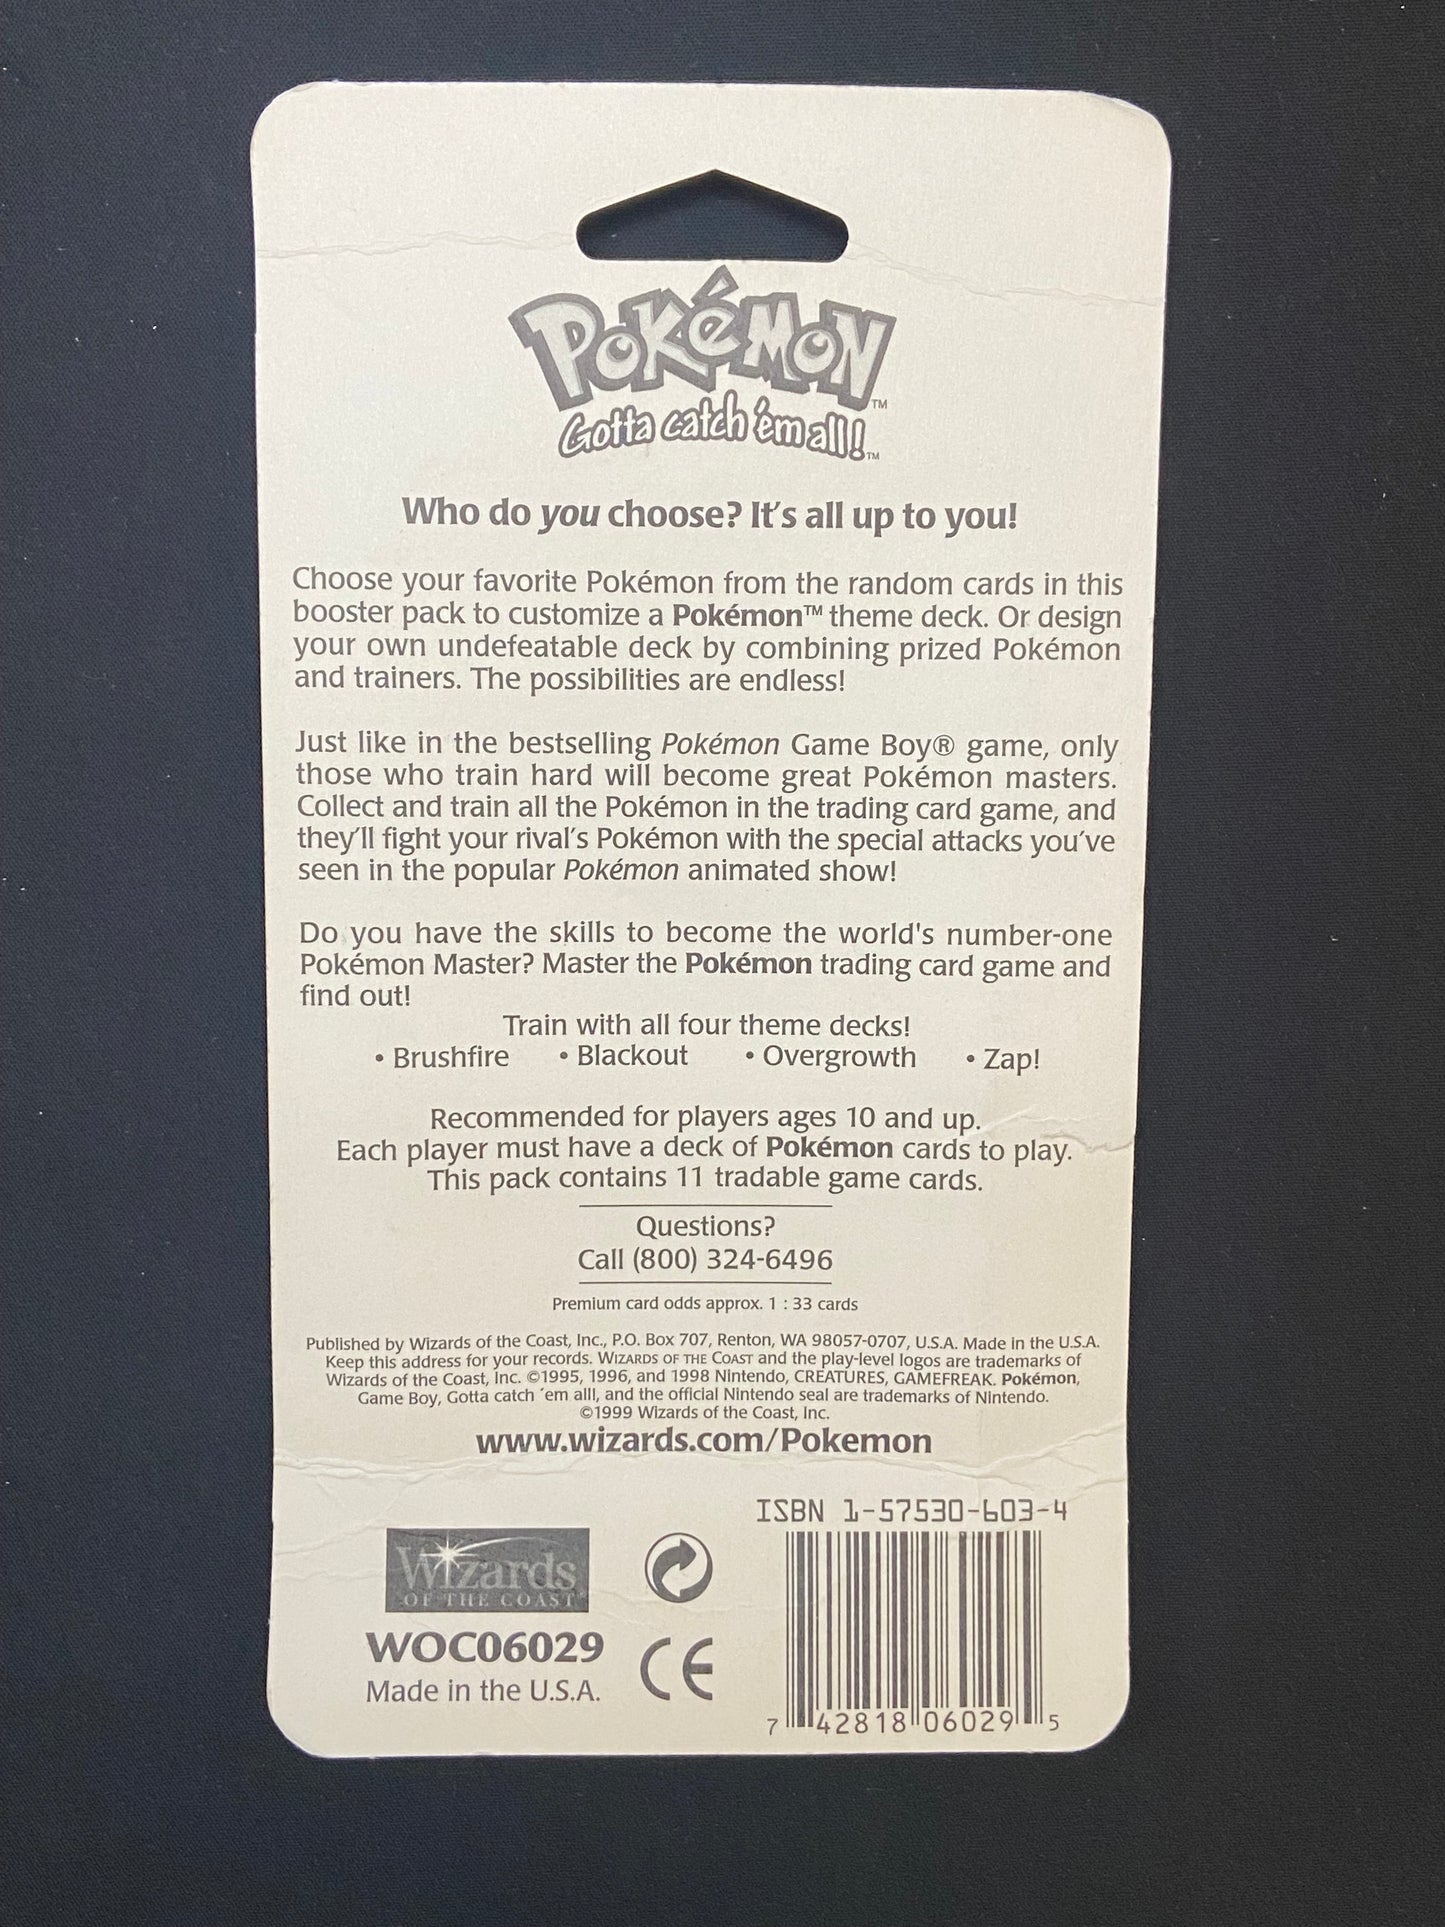 POKéMON™
Gotta catch 'em all!™
Who do you choose? It's all up to you!
Choose your favorite Pokémon from the random cards in this
booster pack to customize a Pokémon™ theme deck. Or design
your own undefeatable deck by combining prized Pokémon
and trainers. The possibilities are endless!
Just like in the bestselling Pokémon Game Boy® game, only
those who train hard will become great Pokémon masters.
Collect and train all the Pokémon in the trading card game, and
they'll fight your rival's Pokémon with the special attacks you've
seen in the popular Pokémon animated show!
Do you have the skills to become the world's number-one
Pokémon Master? Master the Pokémon trading card game and
find out!
Train with all four theme decks!
• Brushfire • Blackout • Overgrowth • Zap!
Recommended for players ages 10 and up.
Each player must have a deck of Pokémon cards to play.
This pack contains 11 tradable game cards.
Questions?
Call (800) 324-6496
Premium card odds approx. 1 : 33 cards
Published by Wizards of the Coast, Inc., P.O. Box 707, Renton, WA 98057-0707, U.S.A. Made in the U.S.A.
Keep this address for your records. WIZARDS OF THE COAST and the play-level logos are trademarks of
Wizards of the Coast, Inc. ©1995, 1996, and 1998 Nintendo, CREATURES, GAMEFREAK. Pokémon,
Game Boy, Gotta catch ´em alll, and the official Nintendo seal are trademarks of Nintendo.
©1999 Wizards of the Coast, Inc.
www.wizards.com/Pokemon
ISBN 1-57530-603-4
Wizards
OF THE COAST®
WOC06029
Made in the U.S.A.
CE
7 42818 06029 5